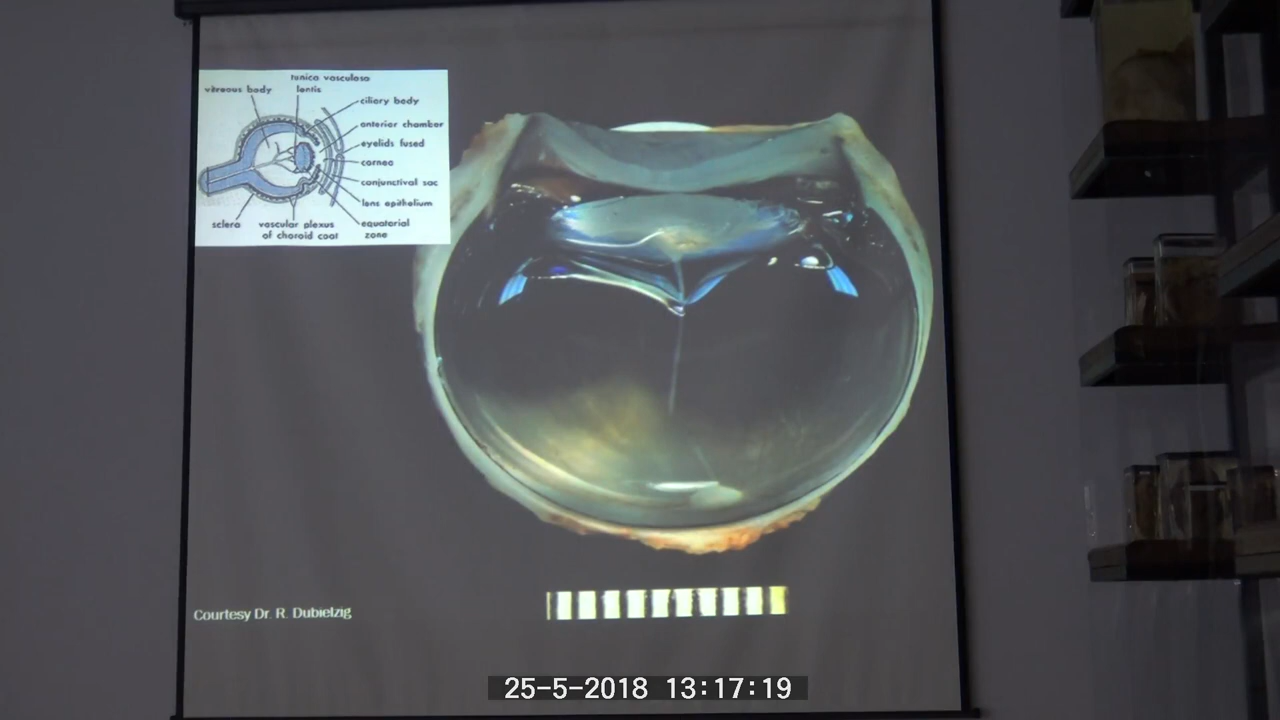 tunica vasculosa
lentis
vitreous body
ciliary body
anterior chamber
eyelids fused
cornea
conjunctival sac
lens epithelium
equatorial
zone
sclera
vascular plexus
of choroid coat
Courtesy Dr. R. Dubielzig
25-5-2018 13:17:19